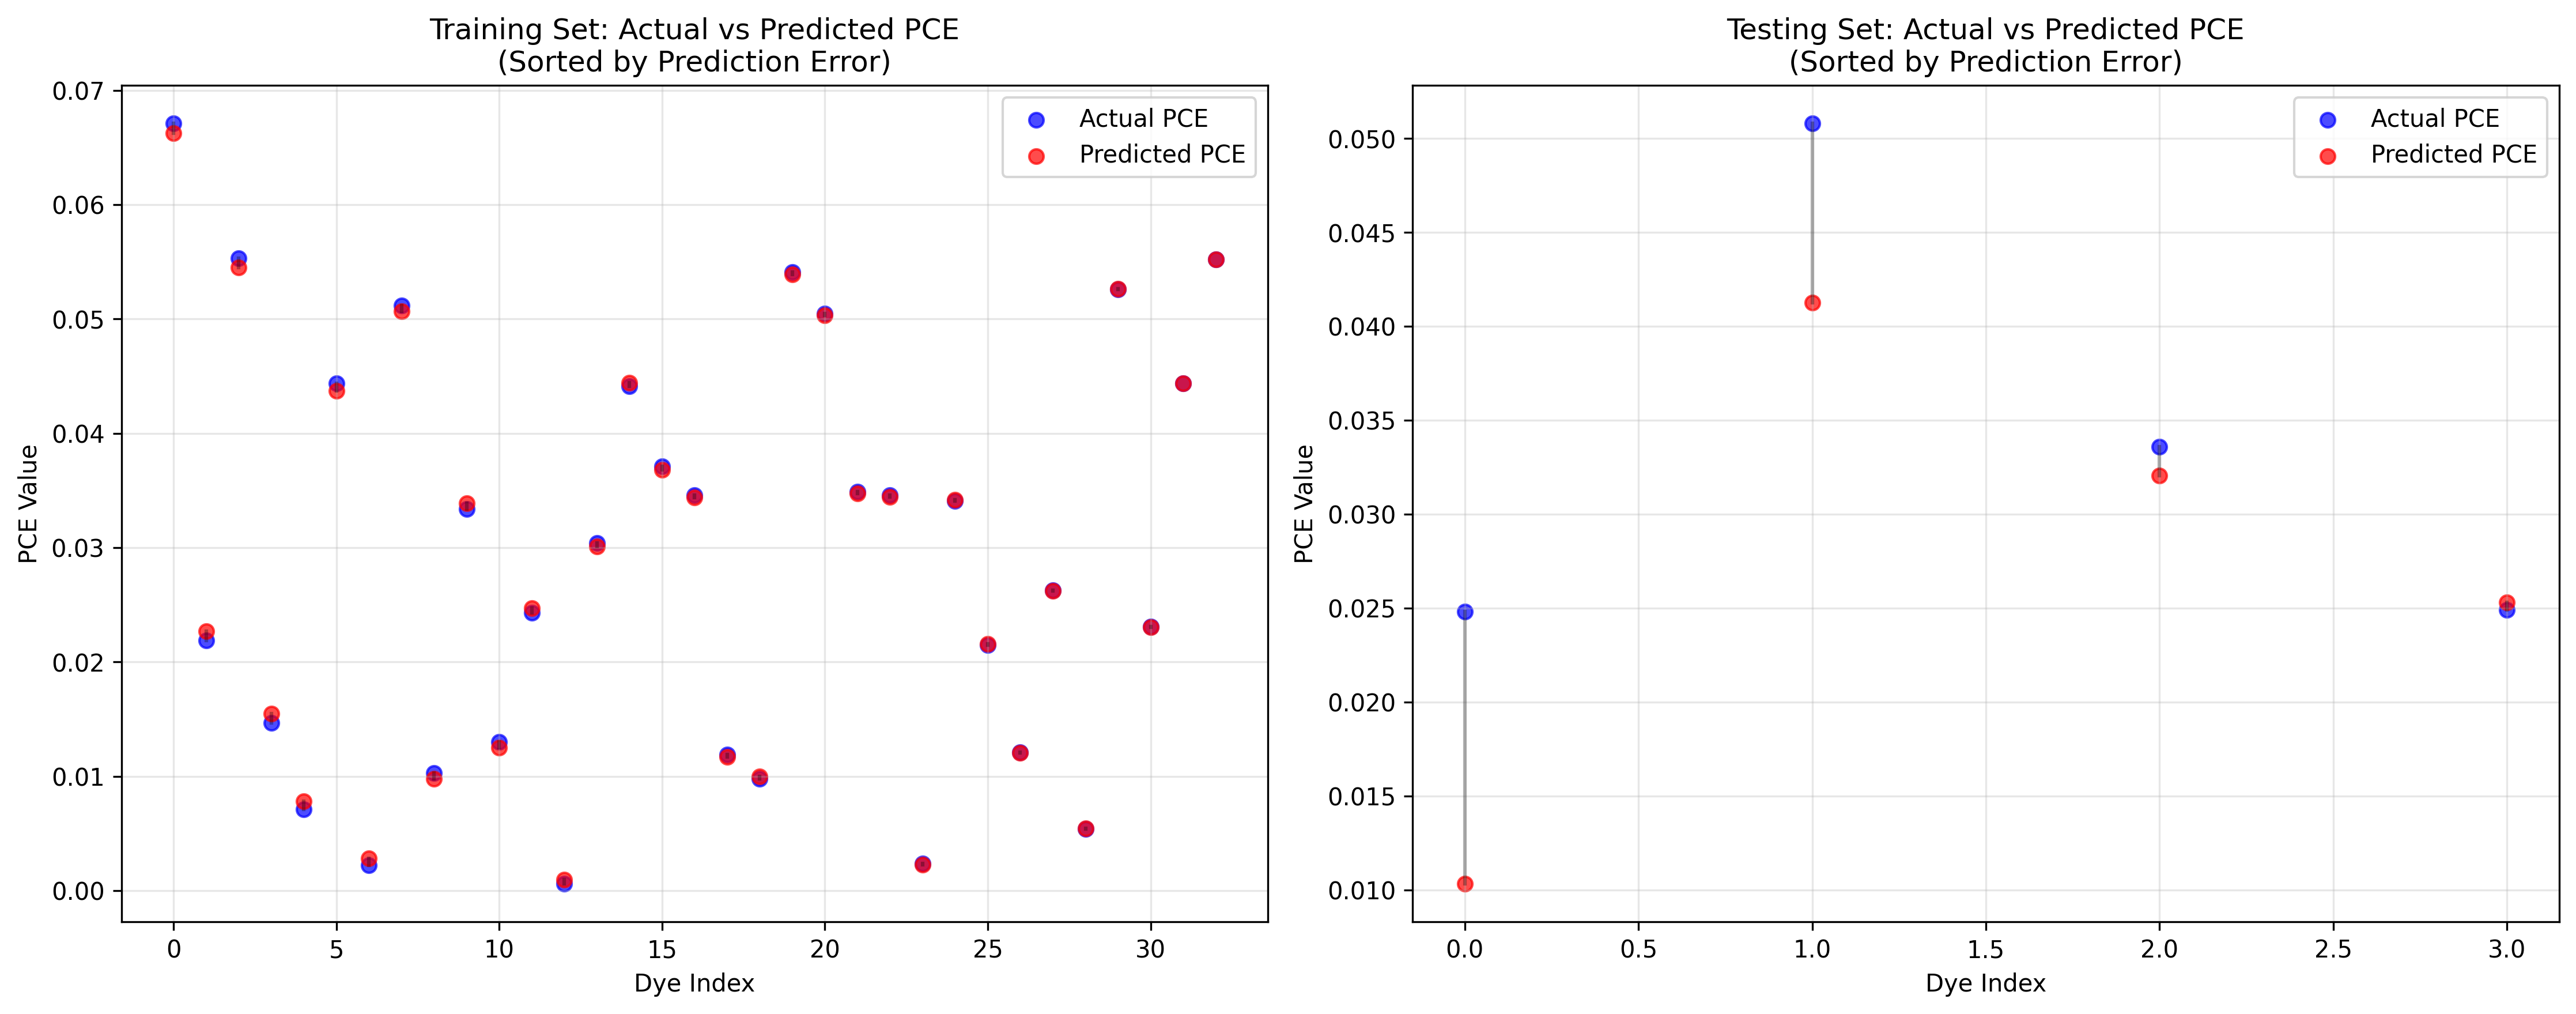 Training Set: Actual vs Predicted PCE
(Sorted by Prediction Error)
Actual PCE
Predicted PCE
PCE Value
0.07
0.06
0.05
0.04
0.03
0.02
0.01
0.00
0 5 10 15 20 25 30
Dye Index
Testing Set: Actual vs Predicted PCE
(Sorted by Prediction Error)
Actual PCE
Predicted PCE
PCE Value
0.050
0.045
0.040
0.035
0.030
0.025
0.020
0.015
0.010
0.0 0.5 1.0 1.5 2.0 2.5 3.0
Dye Index